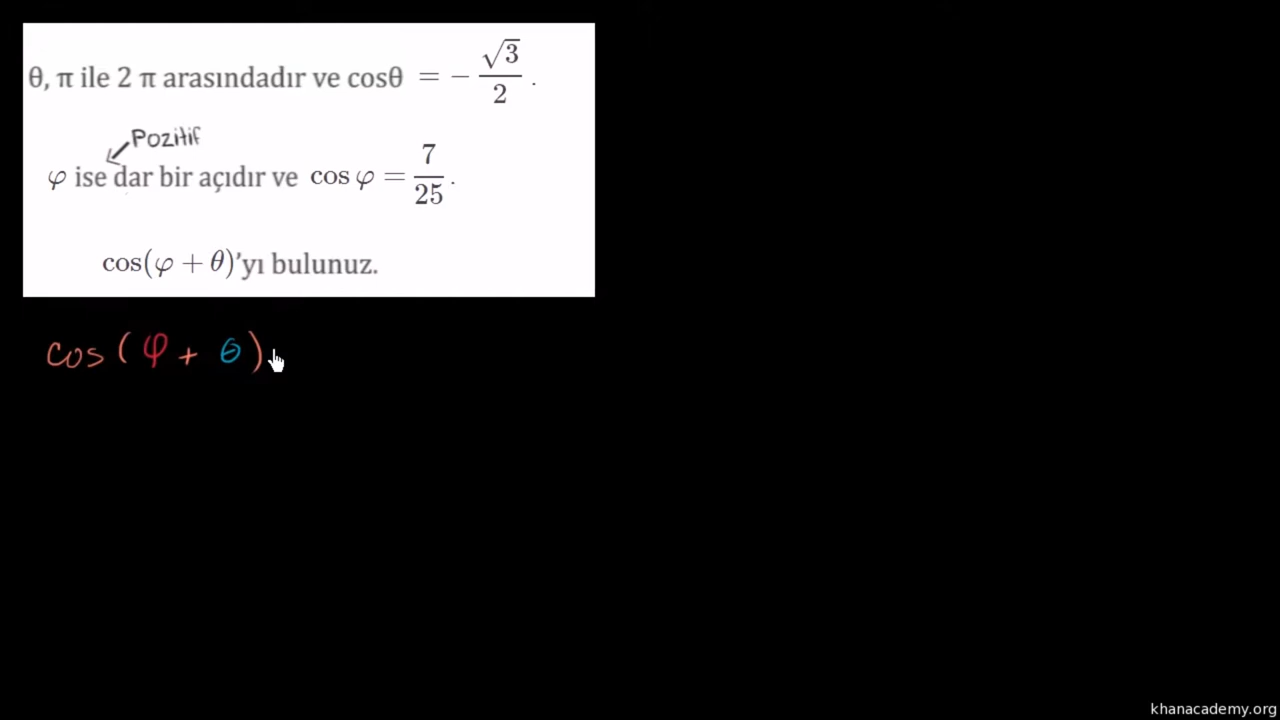 θ, π ile 2 π arasındadır ve cosθ = −√3/2 .
Pozitif
φ ise dar bir açıdır ve cos φ = 7/25 .
cos(φ + θ)'yı bulunuz.
cos ( φ + θ )
khanacademy.org